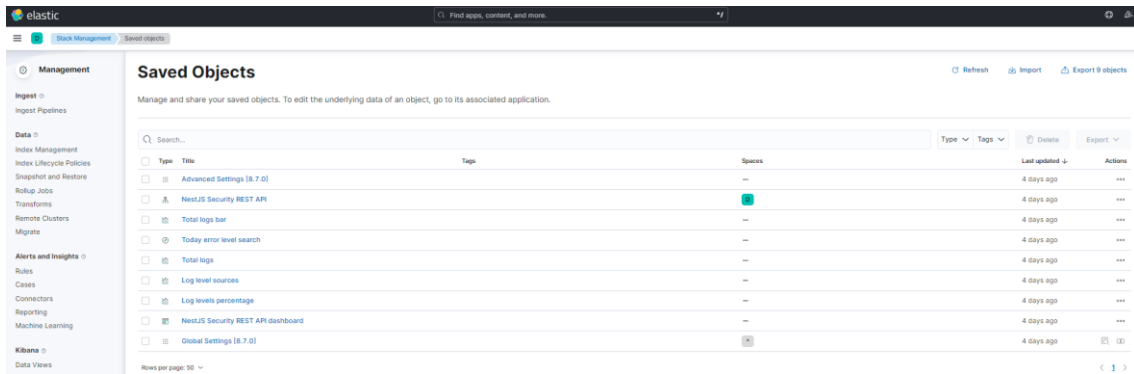 elastic
Find apps, content, and more.
^/
D
Stack Management
Saved objects
Management
Ingest
Ingest Pipelines
Data
Index Management
Index Lifecycle Policies
Snapshot and Restore
Rollup Jobs
Transforms
Remote Clusters
Migrate
Alerts and Insights
Rules
Cases
Connectors
Reporting
Machine Learning
Kibana
Data Views
Saved Objects
Refresh Import Export 9 objects
Manage and share your saved objects. To edit the underlying data of an object, go to its associated application.
Search...
Type Tags Delete Export
Type Title Tags Spaces Last updated ↓ Actions
Advanced Settings [8.7.0] — 4 days ago
NestJS Security REST API D 4 days ago
Total logs bar — 4 days ago
Today error level search — 4 days ago
Total logs — 4 days ago
Log level sources — 4 days ago
Log levels percentage — 4 days ago
NestJS Security REST API dashboard — 4 days ago
Global Settings [8.7.0] * 4 days ago
Rows per page: 50
< 1 >